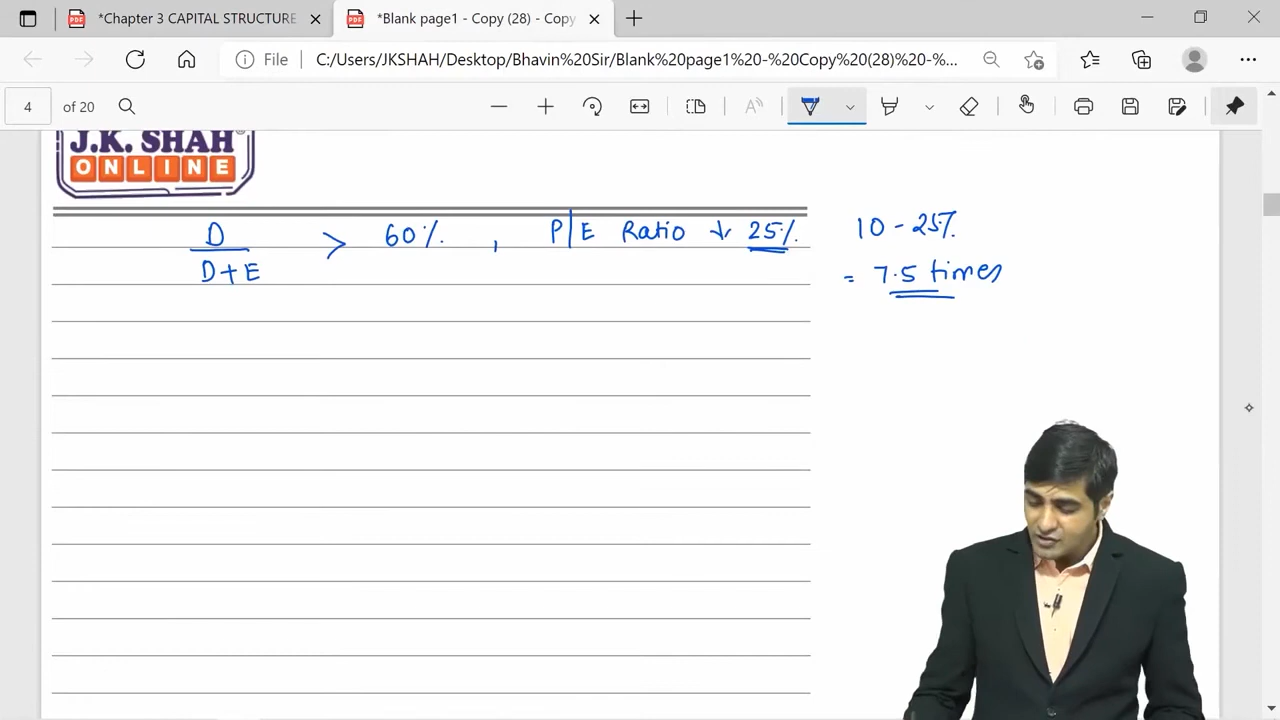 *Chapter 3 CAPITAL STRUCTURE
*Blank page1 - Copy (28) - Copy
File C:/Users/JKSHAH/Desktop/Bhavin%20Sir/Blank%20page1%20-%20Copy%20(28)%20-%...
4 of 20
J.K. SHAH
ONLINE
D/D+E > 60%, P/E Ratio ↓ 25%.
10 - 25%
= 7.5 times